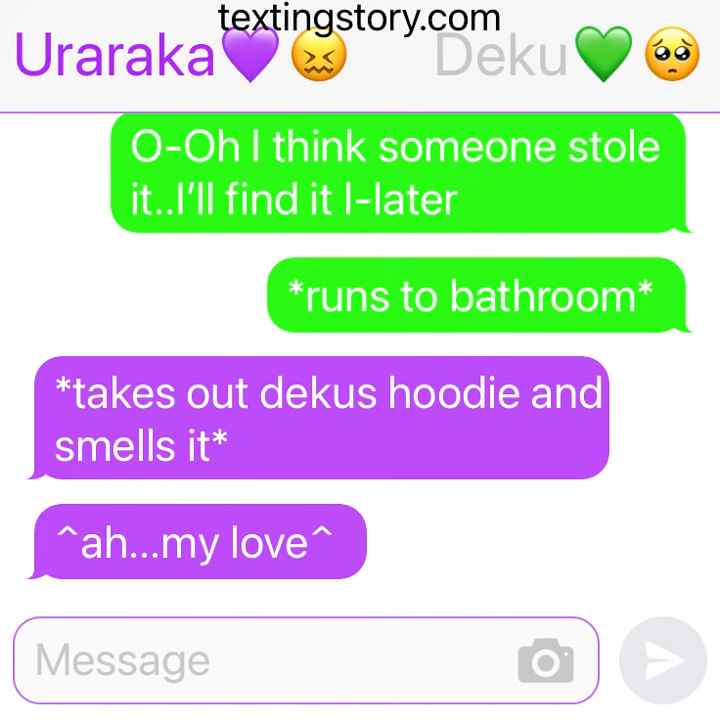 textingstory.com
Uraraka💜😖 Deku💚🥺
O-Oh I think someone stole
it..I’ll find it I-later
*runs to bathroom*
*takes out dekus hoodie and
smells it*
^ah...my love^
Message